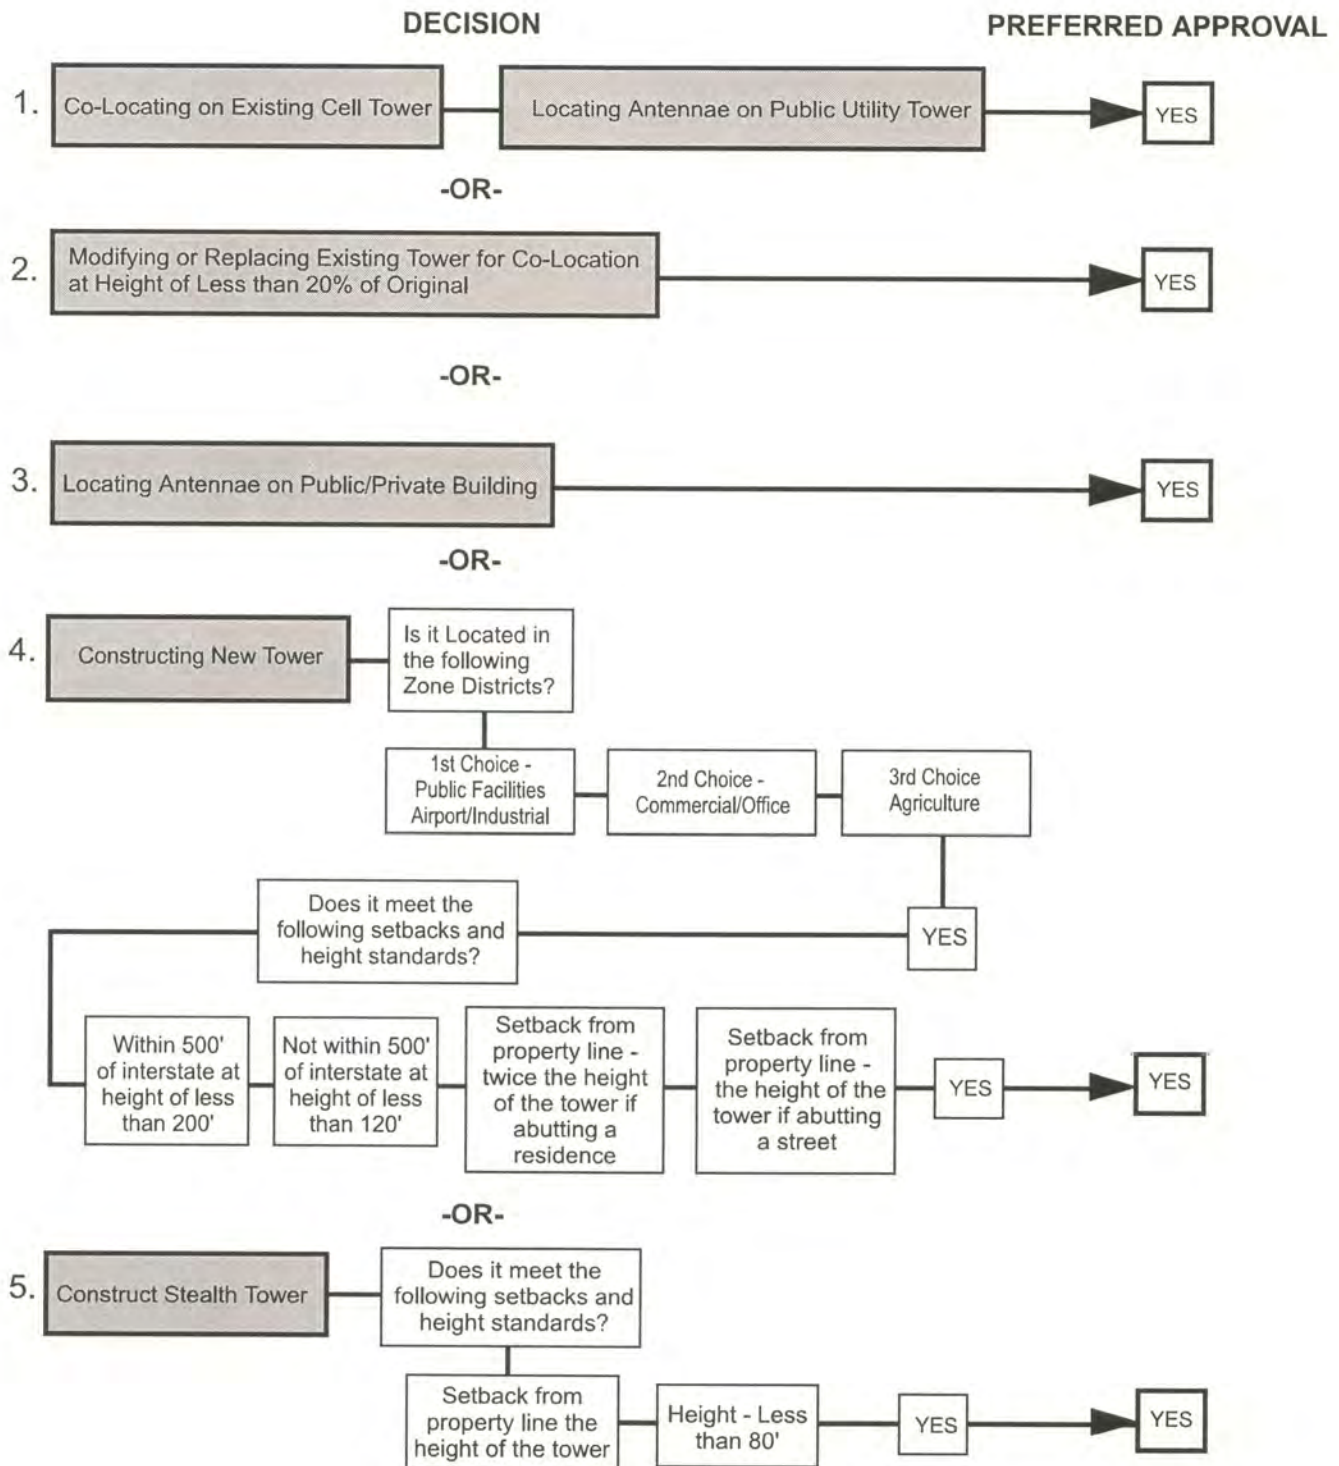 DECISION
PREFERRED APPROVAL
1.
Co-Locating on Existing Cell Tower
Locating Antennae on Public Utility Tower
YES
-OR-
2.
Modifying or Replacing Existing Tower for Co-Location
at Height of Less than 20% of Original
YES
-OR-
3.
Locating Antennae on Public/Private Building
YES
-OR-
4.
Constructing New Tower
Is it Located in
the following
Zone Districts?
1st Choice -
Public Facilities
Airport/Industrial
2nd Choice -
Commercial/Office
3rd Choice
Agriculture
YES
Does it meet the
following setbacks and
height standards?
Within 500'
of interstate at
height of less
than 200'
Not within 500'
of interstate at
height of less
than 120'
Setback from
property line -
twice the height
of the tower if
abutting a
residence
Setback from
property line -
the height of the
tower if abutting
a street
YES
YES
-OR-
5.
Construct Stealth Tower
Does it meet the
following setbacks and
height standards?
Setback from
property line the
height of the tower
Height - Less
than 80'
YES
YES